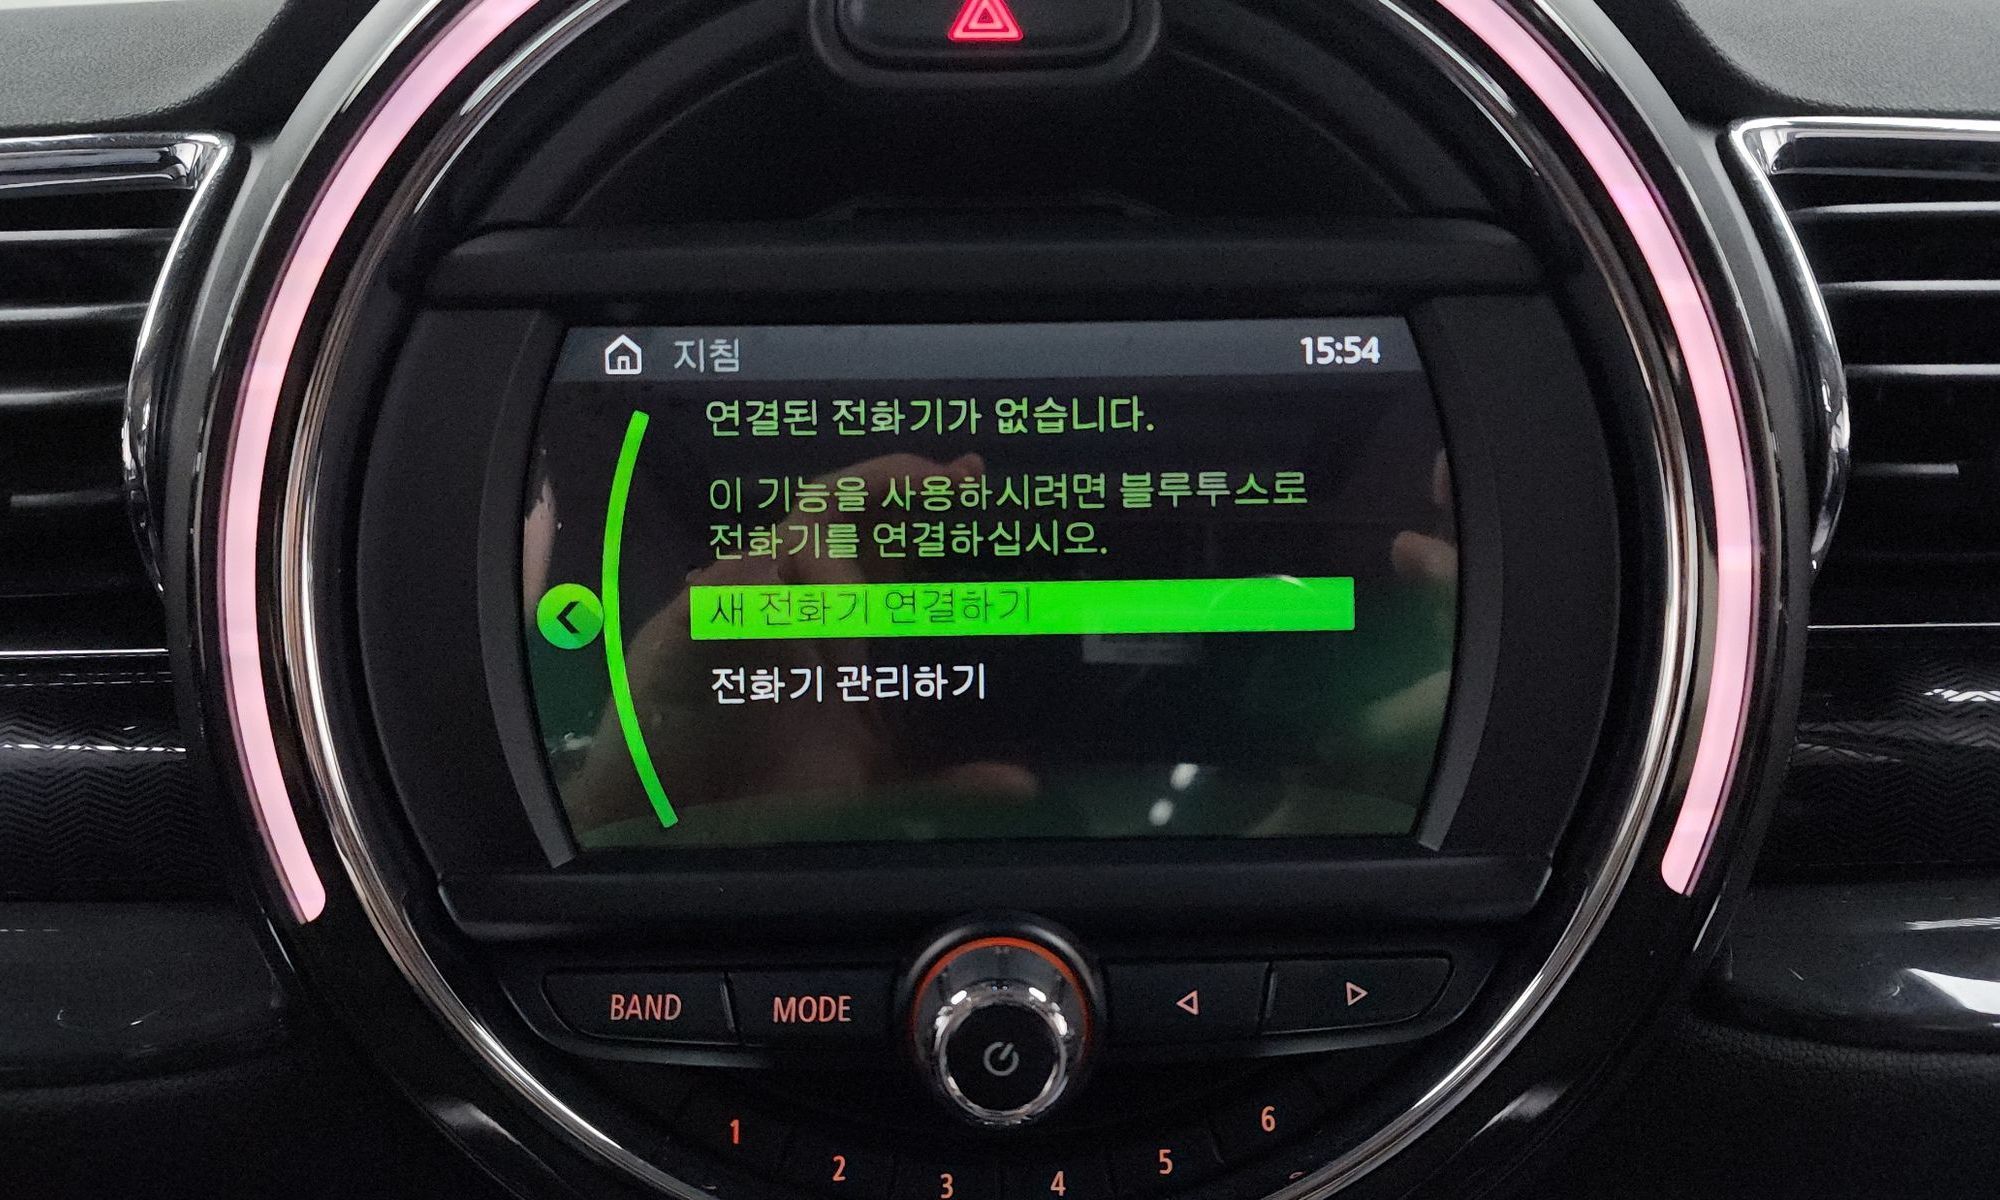 지침
15:54
연결된 전화기가 없습니다.
이 기능을 사용하시려면 블루투스로
전화기를 연결하십시오.
새 전화기 연결하기
전화기 관리하기
BAND
MODE
1
2
3
4
5
6